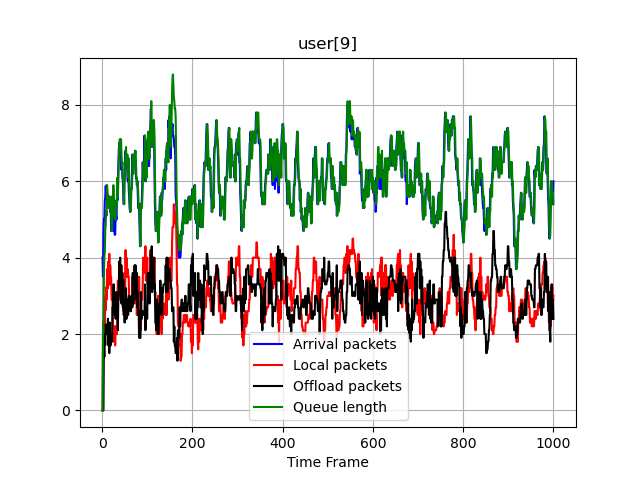 user[9]
8
6
4
2
0
Arrival packets
Local packets
Offload packets
Queue length
0 200 400 600 800 1000
Time Frame